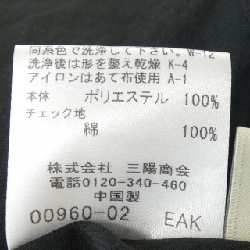 同系色で洗浄して下さい。W-12
洗浄後は形を整え乾燥 K-4
アイロンはあて布使用 A-1
本体 ポリエステル 100%
チェック地
綿 100%
株式会社 三陽商会
電話0120-340-460
中国製
00960-02 EAK